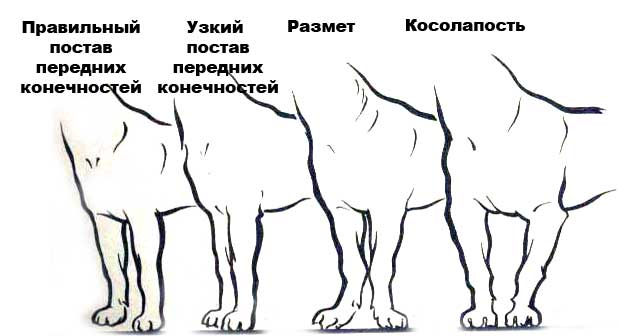 Правильный
постав
передних
конечностей
Узкий
постав
передних
конечностей
Размет
Косолапость